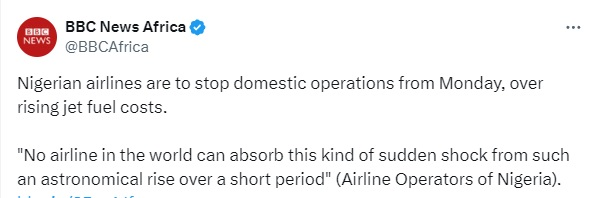 BBC NEWS
BBC News Africa
@BBCAfrica
Nigerian airlines are to stop domestic operations from Monday, over
rising jet fuel costs.
"No airline in the world can absorb this kind of sudden shock from such
an astronomical rise over a short period" (Airline Operators of Nigeria).